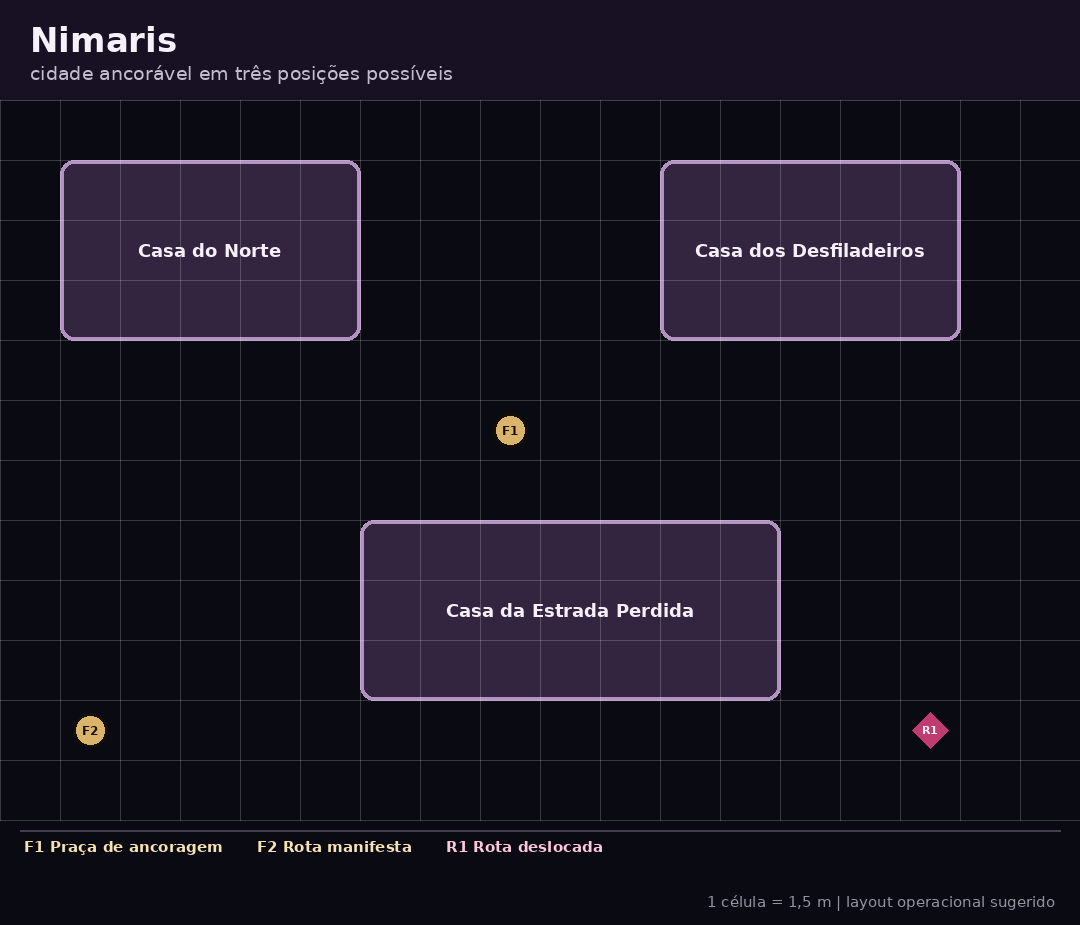 Nimaris
cidade ancorável em três posições possíveis
Casa do Norte
Casa dos Desfiladeiros
F1
Casa da Estrada Perdida
F2
R1
F1 Praça de ancoragem F2 Rota manifesta R1 Rota deslocada
1 célula = 1,5 m | layout operacional sugerido